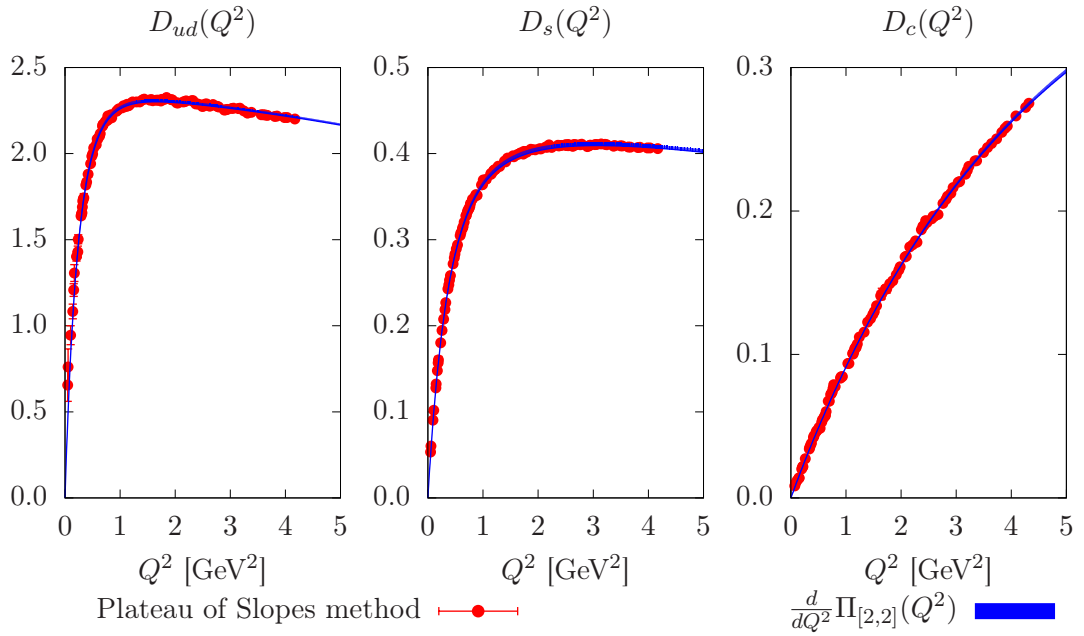 D_{ud}(Q^2) D_s(Q^2) D_c(Q^2)
2.5 0.5 0.3
2.0 0.4
0.2
1.5 0.3
1.0 0.2
0.1
0.5 0.1
0.0 0.0 0.0
0 1 2 3 4 5 0 1 2 3 4 5 0 1 2 3 4 5
Q^2 [GeV^2] Q^2 [GeV^2] Q^2 [GeV^2]
Plateau of Slopes method \frac{d}{dQ^2}\Pi_{[2,2]}(Q^2)